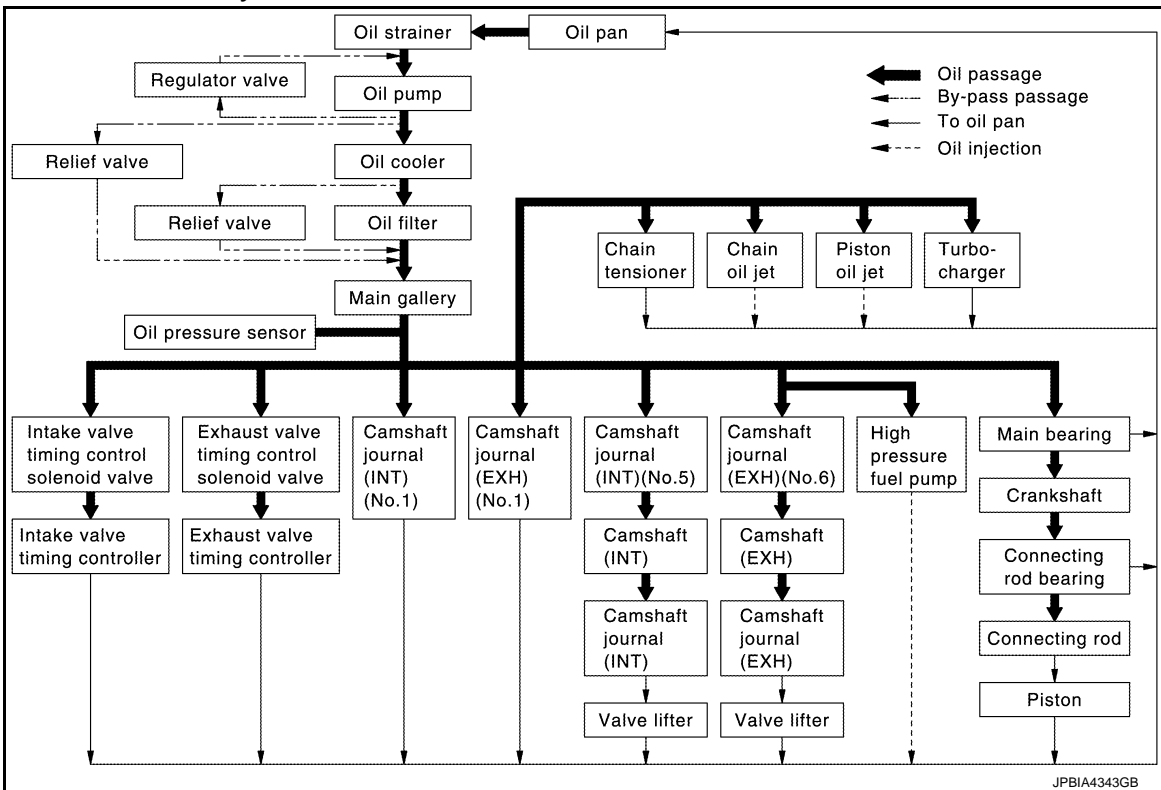 Oil strainer
Oil pan
Regulator valve
Oil pump
Oil passage
By-pass passage
To oil pan
Oil injection
Relief valve
Oil cooler
Relief valve
Oil filter
Chain
tensioner
Chain
oil jet
Piston
oil jet
Turbo-
charger
Main gallery
Oil pressure sensor
Intake valve
timing control
solenoid valve
Exhaust valve
timing control
solenoid valve
Camshaft
journal
(INT)
(No.1)
Camshaft
journal
(EXH)
(No.1)
Camshaft
journal
(INT)(No.5)
Camshaft
journal
(EXH)(No.6)
High
pressure
fuel pump
Main bearing
Crankshaft
Intake valve
timing controller
Exhaust valve
timing controller
Camshaft
(INT)
Camshaft
(EXH)
Connecting
rod bearing
Camshaft
journal
(INT)
Camshaft
journal
(EXH)
Connecting rod
Piston
Valve lifter
Valve lifter
JPBIA4343GB